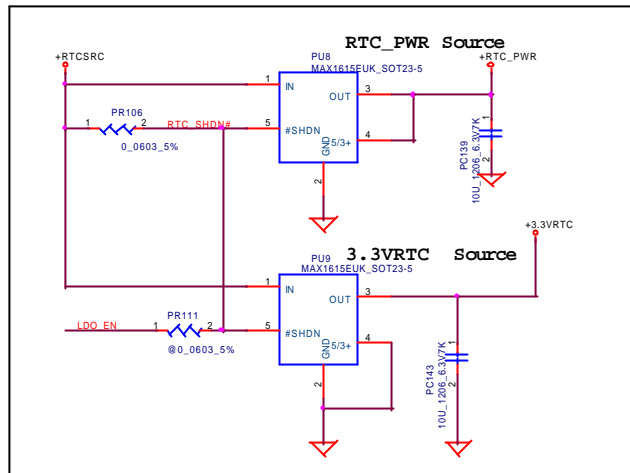 RTC_PWR Source
+RTCSRC
+RTC_PWR
PU8
MAX1615EUK_SOT23-5
1
IN
OUT
3
PR106
1
2
RTC_SHDN#
5
#SHDN
5/3+
4
0_0603_5%
GND
2
1
2
PC139
10U_1206_6.3V7K
+3.3VRTC
3.3VRTC Source
PU9
MAX1615EUK_SOT23-5
1
IN
OUT
3
LDO_EN
PR111
1
2
5
#SHDN
5/3+
4
@0_0603_5%
GND
2
1
2
PC143
10U_1206_6.3V7K